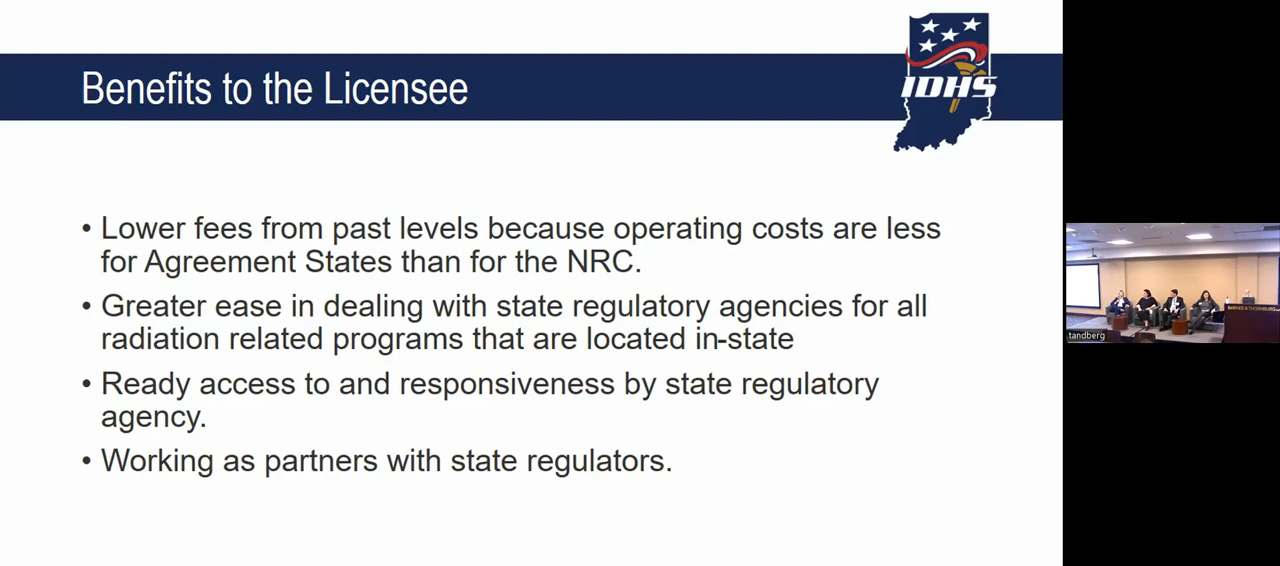 Benefits to the Licensee
IDHS
• Lower fees from past levels because operating costs are less
for Agreement States than for the NRC.
• Greater ease in dealing with state regulatory agencies for all
radiation related programs that are located in-state
• Ready access to and responsiveness by state regulatory
agency.
• Working as partners with state regulators.
BARNES & THORNBURG
tandberg